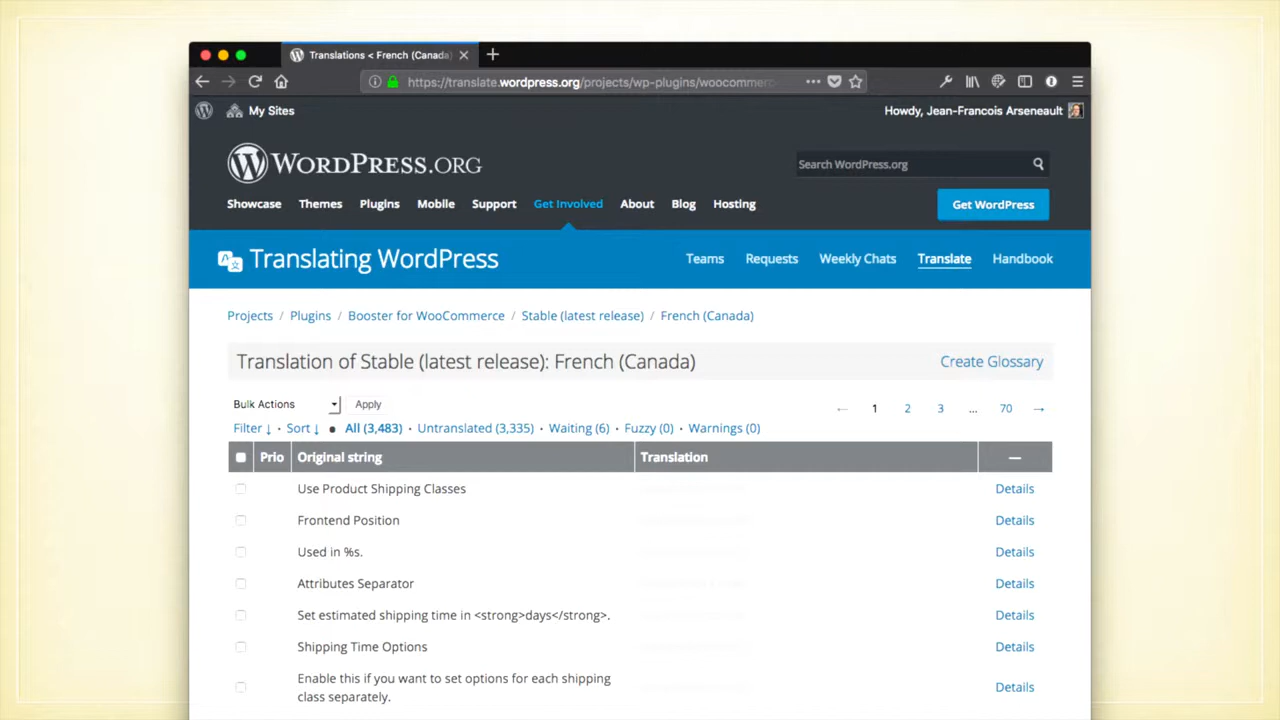 Translations < French (Canada)
https://translate.wordpress.org/projects/wp-plugins/woocommer
My Sites
Howdy, Jean-Francois Arseneault
WORDPRESS.ORG
Search WordPress.org
Showcase Themes Plugins Mobile Support Get Involved About Blog Hosting
Get WordPress
Translating WordPress
Teams Requests Weekly Chats Translate Handbook
Projects / Plugins / Booster for WooCommerce / Stable (latest release) / French (Canada)
Translation of Stable (latest release): French (Canada)
Create Glossary
Bulk Actions Apply
← 1 2 3 ... 70 →
Filter ↓ · Sort ↓ • All (3,483) · Untranslated (3,335) · Waiting (6) · Fuzzy (0) · Warnings (0)
Prio Original string Translation —
Use Product Shipping Classes Details
Frontend Position Details
Used in %s. Details
Attributes Separator Details
Set estimated shipping time in <strong>days</strong>. Details
Shipping Time Options Details
Enable this if you want to set options for each shipping
class separately. Details